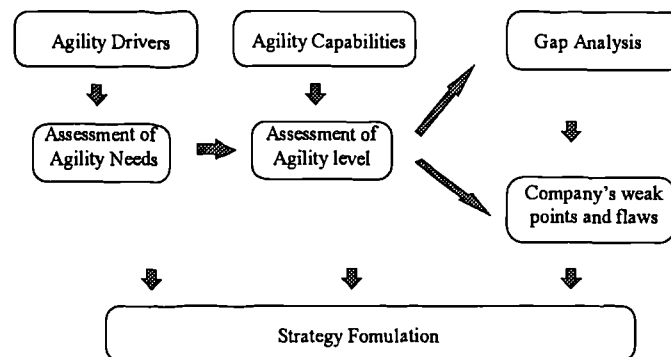 Agility Drivers
Agility Capabilities
Gap Analysis
Assessment of
Agility Needs
Assessment of
Agility level
Company's weak
points and flaws
Strategy Fomulation